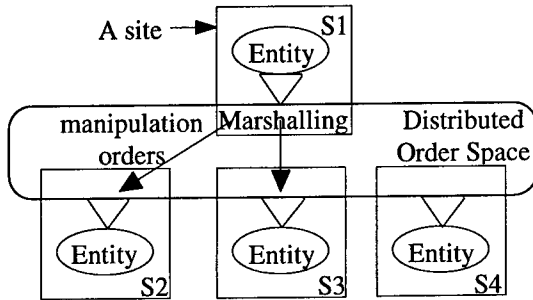 A site
S1
Entity
manipulation
orders
Marshalling
Distributed
Order Space
Entity
S2
Entity
S3
Entity
S4